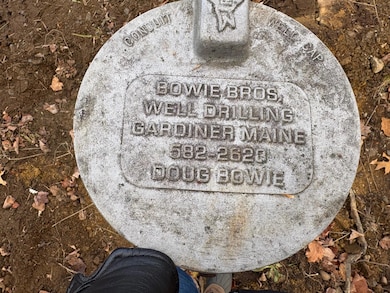 CONDUIT WELL CAP
BOWIE BROS.
WELL DRILLING
GARDINER MAINE
582-2620
DOUG BOWIE